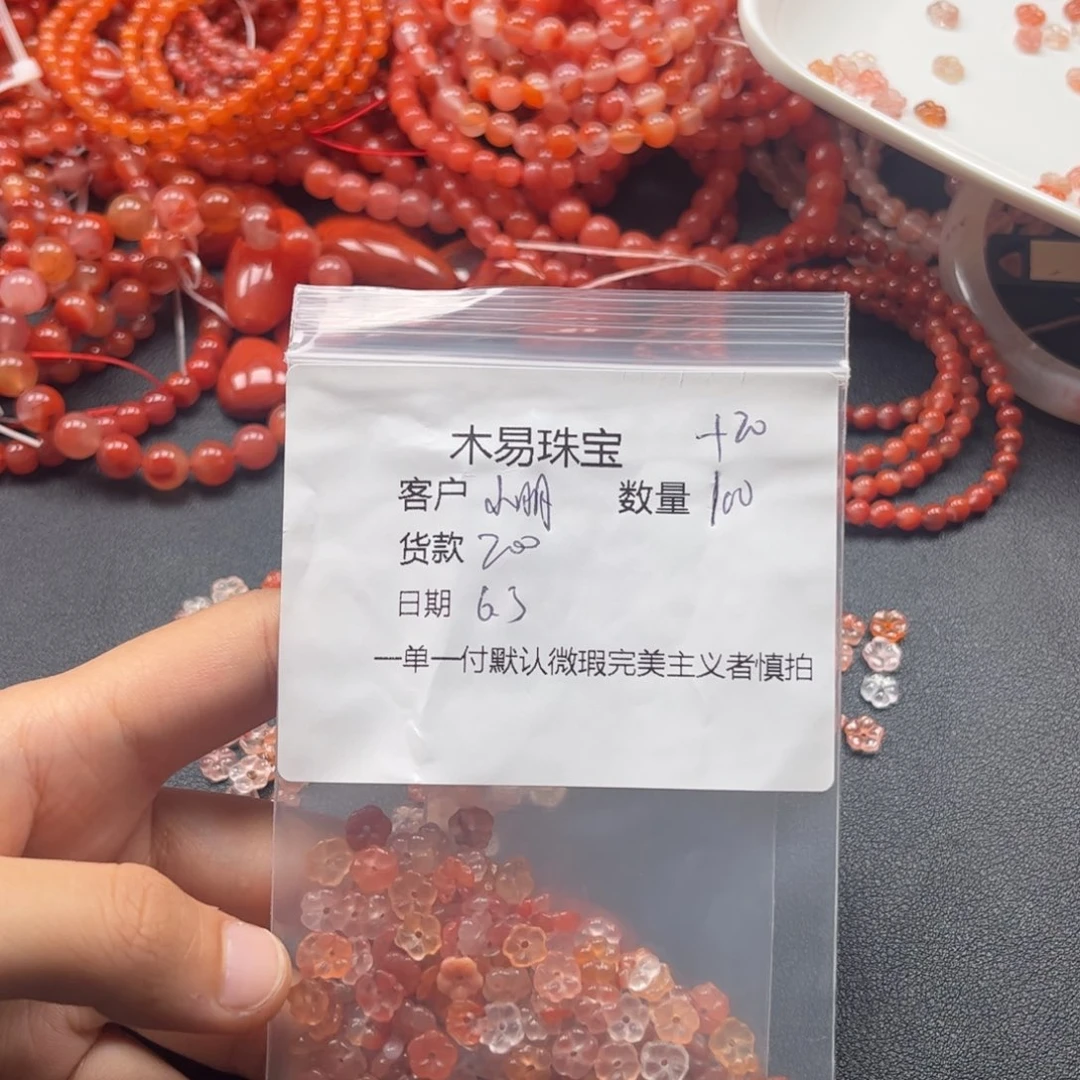 木易珠宝 +20
客户 小朋 数量 100
货款 200
日期 6.3
一单一付默认微瑕完美主义者慎拍